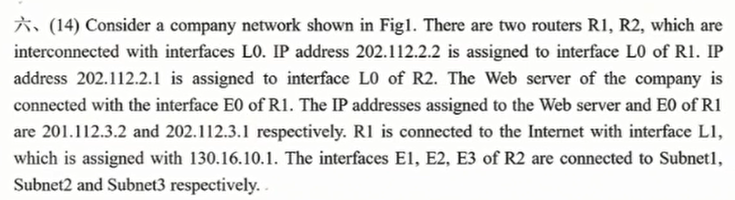 六、(14) Consider a company network shown in Fig1. There are two routers R1, R2, which are
interconnected with interfaces L0. IP address 202.112.2.2 is assigned to interface L0 of R1. IP
address 202.112.2.1 is assigned to interface L0 of R2. The Web server of the company is
connected with the interface E0 of R1. The IP addresses assigned to the Web server and E0 of R1
are 201.112.3.2 and 202.112.3.1 respectively. R1 is connected to the Internet with interface L1,
which is assigned with 130.16.10.1. The interfaces E1, E2, E3 of R2 are connected to Subnet1,
Subnet2 and Subnet3 respectively. .